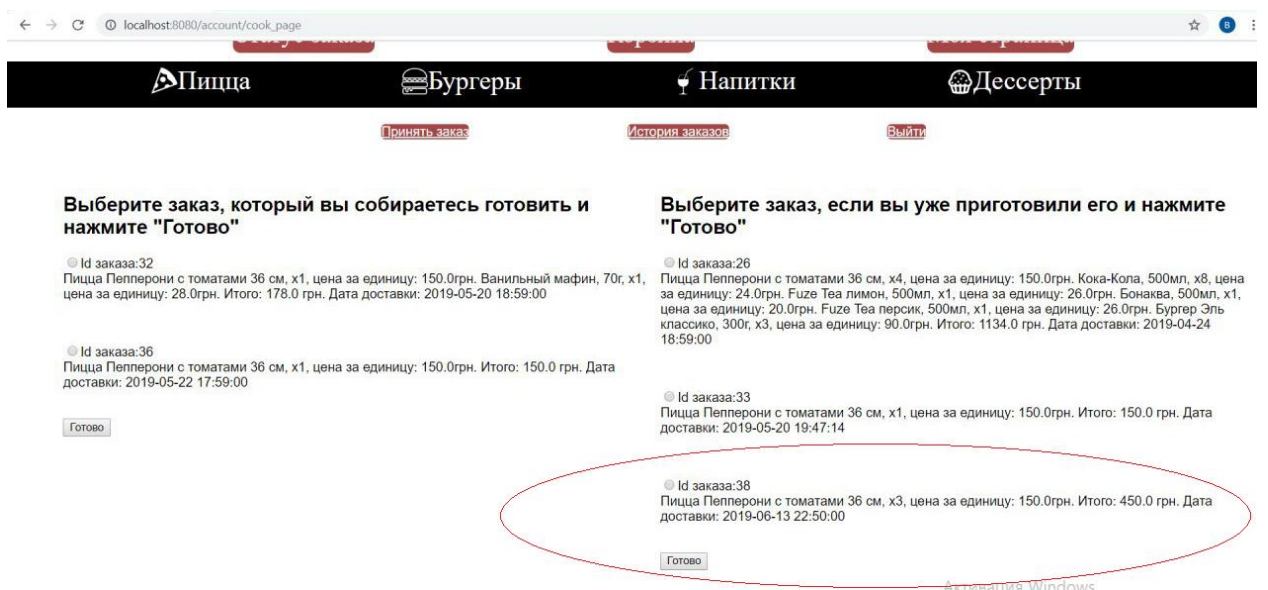 localhost:8080/account/cook_page
B
Пицца
Бургеры
Напитки
Дессерты
Принять заказ
История заказов
Выйти
Выберите заказ, который вы собираетесь готовить и
нажмите "Готово"
Id заказа:32
Пицца Пепперони с томатами 36 см, x1, цена за единицу: 150.0грн. Ванильный мафин, 70г, x1,
цена за единицу: 28.0грн. Итого: 178.0 грн. Дата доставки: 2019-05-20 18:59:00
Id заказа:36
Пицца Пепперони с томатами 36 см, x1, цена за единицу: 150.0грн. Итого: 150.0 грн. Дата
доставки: 2019-05-22 17:59:00
Готово
Выберите заказ, если вы уже приготовили его и нажмите
"Готово"
Id заказа:26
Пицца Пепперони с томатами 36 см, x4, цена за единицу: 150.0грн. Кока-Кола, 500мл, x8, цена
за единицу: 24.0грн. Fuze Tea лимон, 500мл, x1, цена за единицу: 26.0грн. Бонаква, 500мл, x1,
цена за единицу: 20.0грн. Fuze Tea персик, 500мл, x1, цена за единицу: 26.0грн. Бургер Эль
классико, 300г, x3, цена за единицу: 90.0грн. Итого: 1134.0 грн. Дата доставки: 2019-04-24
18:59:00
Id заказа:33
Пицца Пепперони с томатами 36 см, x1, цена за единицу: 150.0грн. Итого: 150.0 грн. Дата
доставки: 2019-05-20 19:47:14
Id заказа:38
Пицца Пепперони с томатами 36 см, x3, цена за единицу: 150.0грн. Итого: 450.0 грн. Дата
доставки: 2019-06-13 22:50:00
Готово
Активация Windows